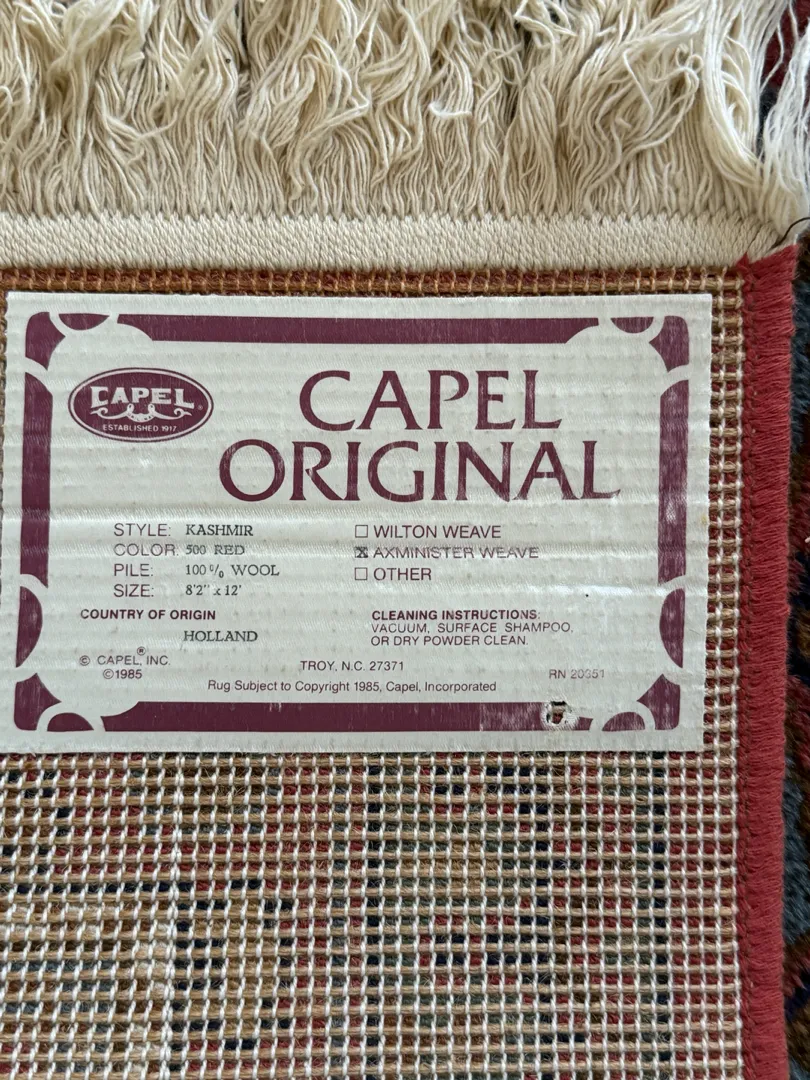 CAPEL ®
ESTABLISHED 1917
CAPEL
ORIGINAL
STYLE: KASHMIR
COLOR: 500 RED
PILE: 100% WOOL
SIZE: 8'2" x 12'
☐ WILTON WEAVE
☒ AXMINISTER WEAVE
☐ OTHER
COUNTRY OF ORIGIN
HOLLAND
CLEANING INSTRUCTIONS:
VACUUM, SURFACE SHAMPOO,
OR DRY POWDER CLEAN.
© CAPEL,® INC.
©1985
TROY, N.C. 27371
RN 20351
Rug Subject to Copyright 1985, Capel, Incorporated